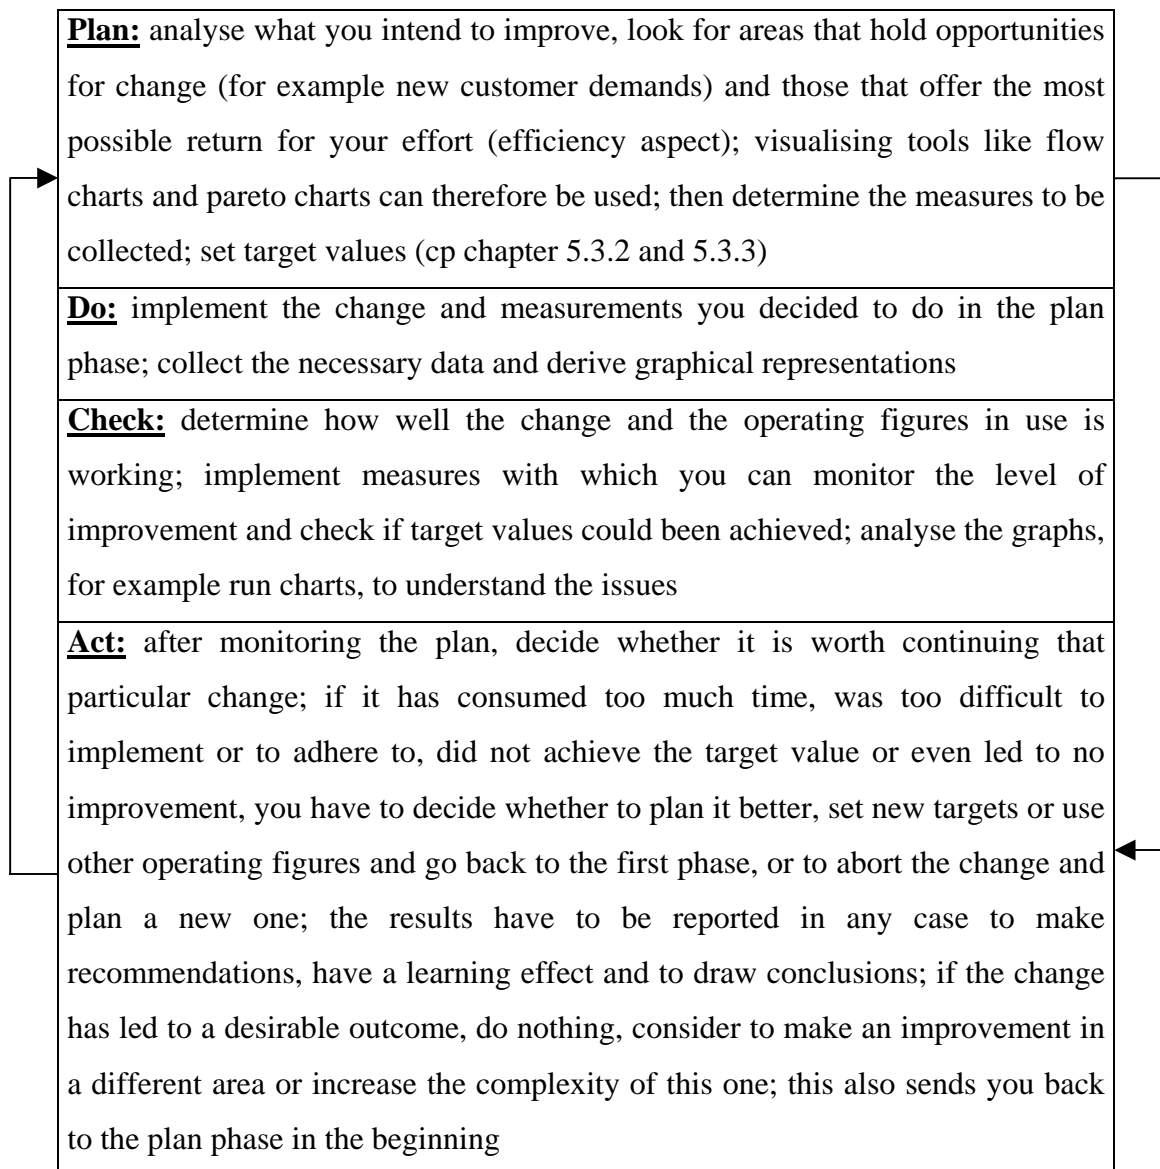 Plan: analyse what you intend to improve, look for areas that hold opportunities
for change (for example new customer demands) and those that offer the most
possible return for your effort (efficiency aspect); visualising tools like flow
charts and pareto charts can therefore be used; then determine the measures to be
collected; set target values (cp chapter 5.3.2 and 5.3.3)
Do: implement the change and measurements you decided to do in the plan
phase; collect the necessary data and derive graphical representations
Check: determine how well the change and the operating figures in use is
working; implement measures with which you can monitor the level of
improvement and check if target values could been achieved; analyse the graphs,
for example run charts, to understand the issues
Act: after monitoring the plan, decide whether it is worth continuing that
particular change; if it has consumed too much time, was too difficult to
implement or to adhere to, did not achieve the target value or even led to no
improvement, you have to decide whether to plan it better, set new targets or use
other operating figures and go back to the first phase, or to abort the change and
plan a new one; the results have to be reported in any case to make
recommendations, have a learning effect and to draw conclusions; if the change
has led to a desirable outcome, do nothing, consider to make an improvement in
a different area or increase the complexity of this one; this also sends you back
to the plan phase in the beginning